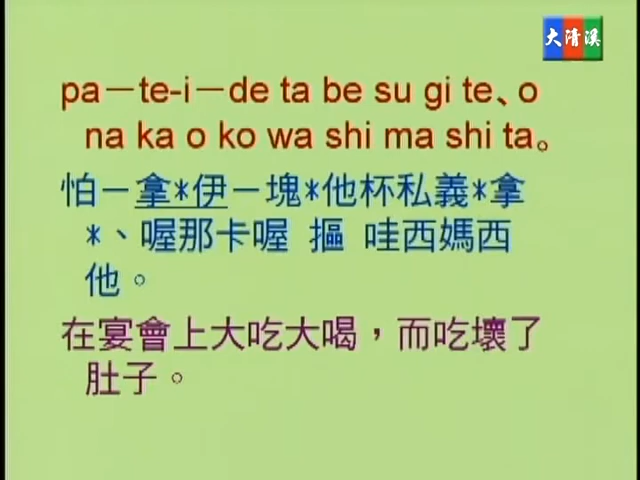 大清溪
pa－te-i－de ta be su gi te、o
na ka o ko wa shi ma shi ta。
怕－拿*伊－塊*他杯私義*拿
*、喔那卡喔 摳 哇西媽西
他。
在宴會上大吃大喝，而吃壞了
肚子。